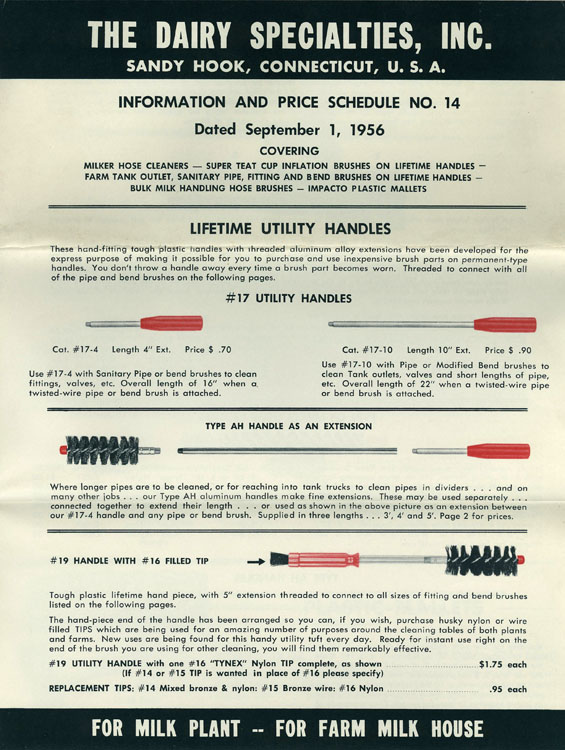 THE DAIRY SPECIALTIES, INC.
SANDY HOOK, CONNECTICUT, U. S. A.
INFORMATION AND PRICE SCHEDULE NO. 14
Dated September 1, 1956
COVERING
MILKER HOSE CLEANERS — SUPER TEAT CUP INFLATION BRUSHES ON LIFETIME HANDLES —
FARM TANK OUTLET, SANITARY PIPE, FITTING AND BEND BRUSHES ON LIFETIME HANDLES —
BULK MILK HANDLING HOSE BRUSHES — IMPACTO PLASTIC MALLETS
LIFETIME UTILITY HANDLES
These hand-fitting tough plastic handles with threaded aluminum alloy extensions have been developed for the
express purpose of making it possible for you to purchase and use inexpensive brush parts on permanent-type
handles. You don't throw a handle away every time a brush part becomes worn. Threaded to connect with all
of the pipe and bend brushes on the following pages.
#17 UTILITY HANDLES
Cat. #17-4 Length 4" Ext. Price $ .70
Use #17-4 with Sanitary Pipe or bend brushes to clean
fittings, valves, etc. Overall length of 16" when a
twisted-wire pipe or bend brush is attached.
Cat. #17-10 Length 10" Ext. Price $ .90
Use #17-10 with Pipe or Modified Bend brushes to
clean Tank outlets, valves and short lengths of pipe,
etc. Overall length of 22" when a twisted-wire pipe
or bend brush is attached.
TYPE AH HANDLE AS AN EXTENSION
Where longer pipes are to be cleaned, or for reaching into tank trucks to clean pipes in dividers . . . and on
many other jobs . . . our Type AH aluminum handles make fine extensions. These may be used separately . . .
connected together to extend their length . . . or used as shown in the above picture as an extension between
our #17-4 handle and any pipe or bend brush. Supplied in three lengths . . . 3', 4' and 5'. Page 2 for prices.
#19 HANDLE WITH #16 FILLED TIP
Tough plastic lifetime hand piece, with 5" extension threaded to connect to all sizes of fitting and bend brushes
listed on the following pages.
The hand-piece end of the handle has been arranged so you can, if you wish, purchase husky nylon or wire
filled TIPS which are being used for an amazing number of purposes around the cleaning tables of both plants
and farms. New uses are being found for this handy utility tuft every day. Ready for instant use right on the
end of the brush you are using for other cleaning, you will find them remarkably effective.
#19 UTILITY HANDLE with one #16 "TYNEX" Nylon TIP complete, as shown ........................ $1.75 each
(If #14 or #15 TIP is wanted in place of #16 please specify)
REPLACEMENT TIPS: #14 Mixed bronze & nylon: #15 Bronze wire: #16 Nylon ........................ .95 each
FOR MILK PLANT -- FOR FARM MILK HOUSE